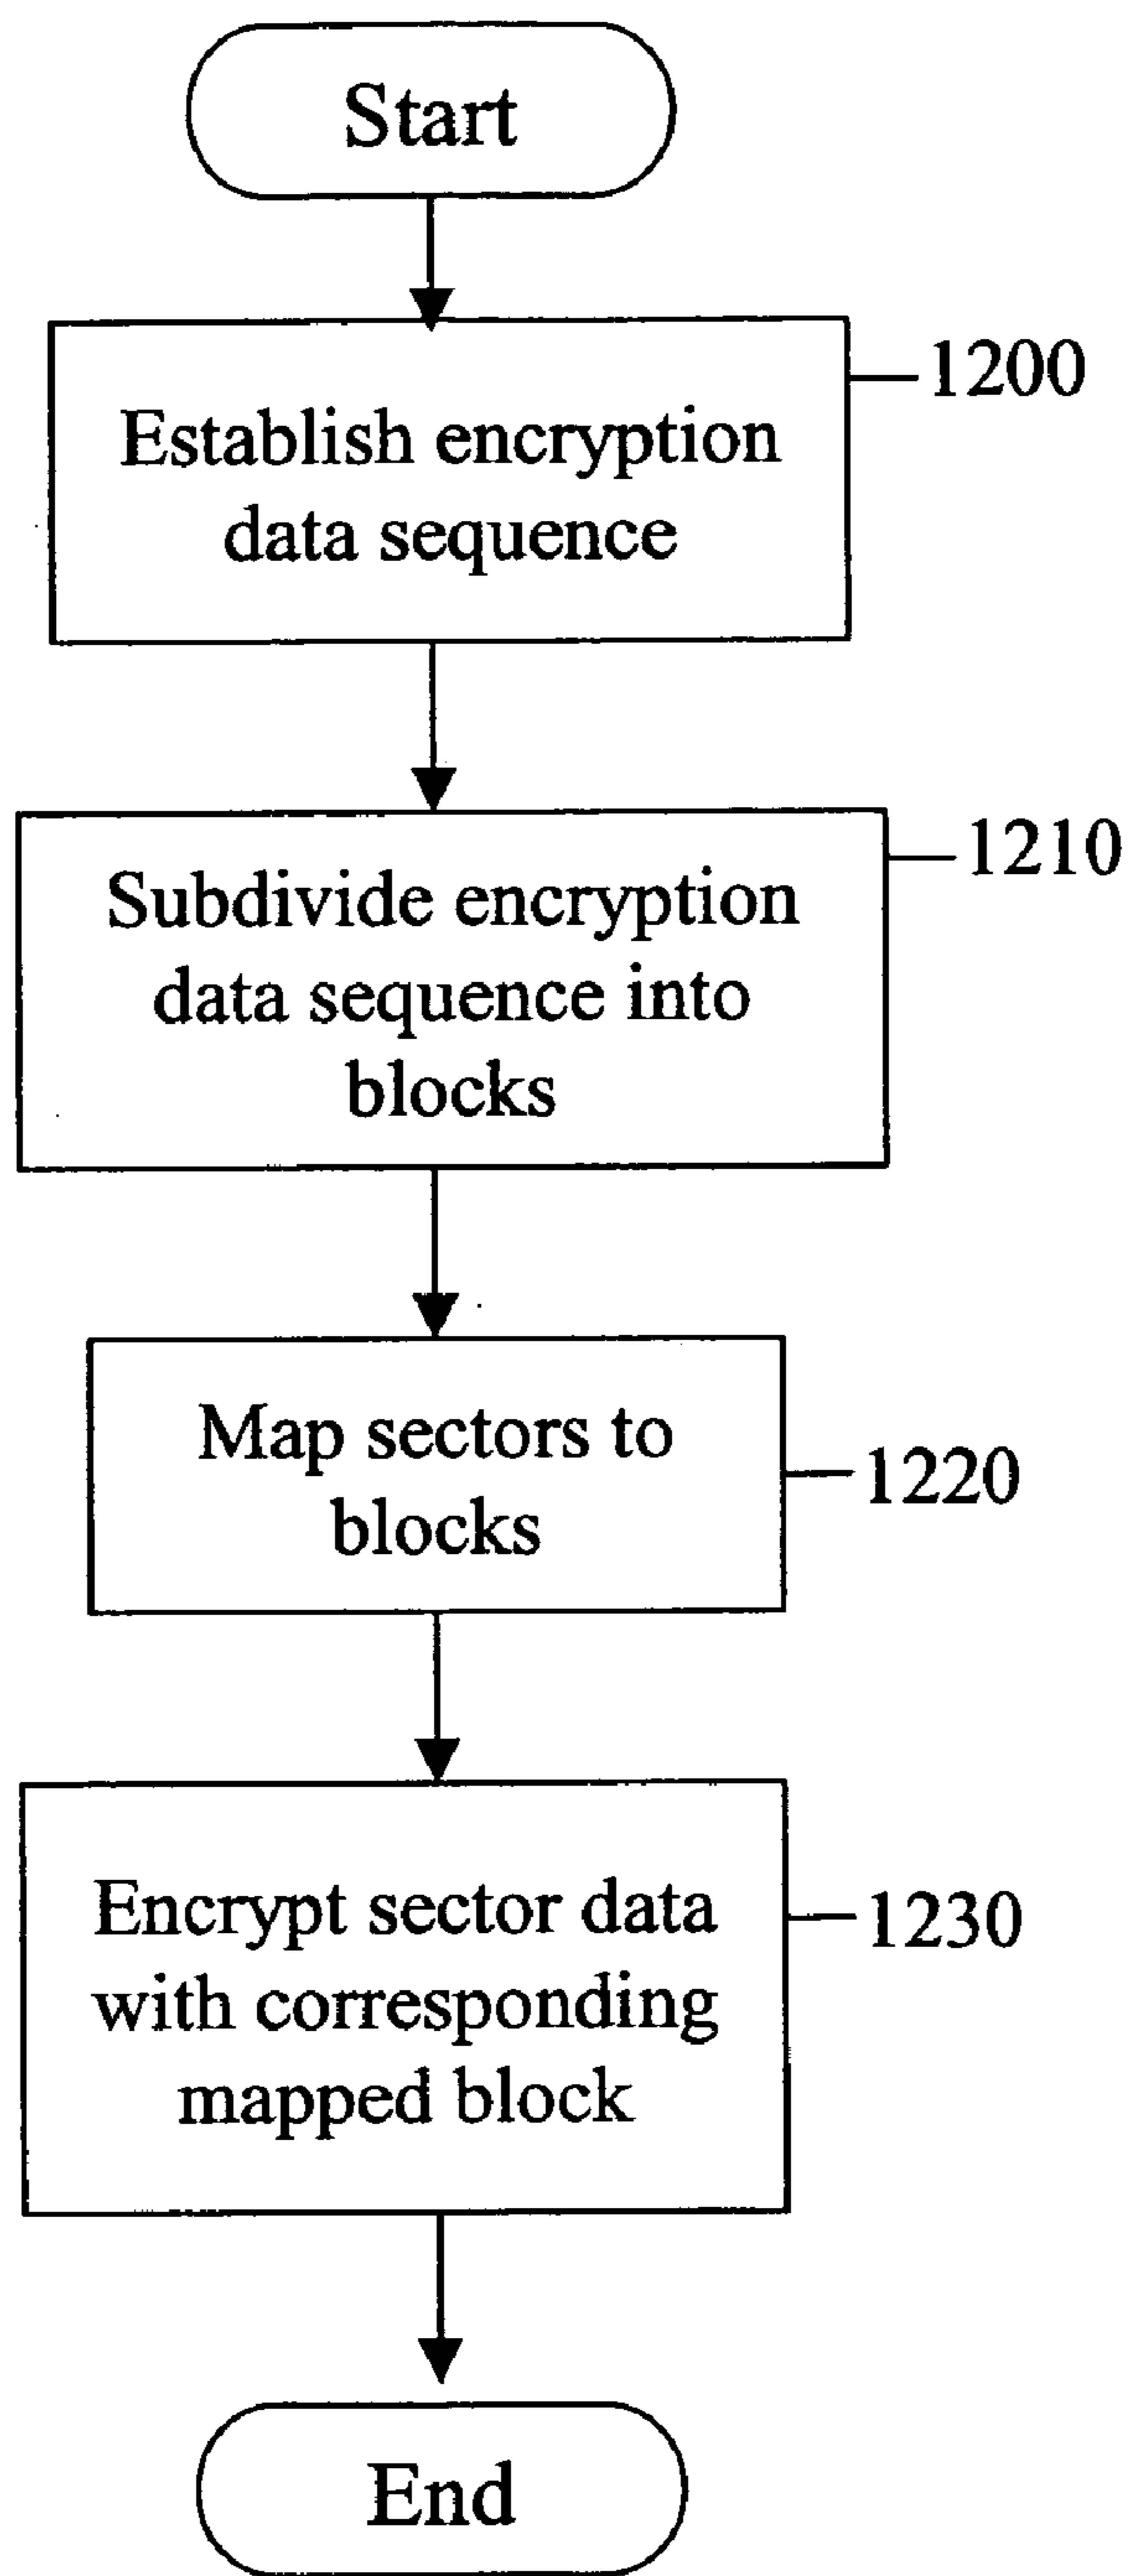 Start
1200
Establish encryption
data sequence
1210
Subdivide encryption
data sequence into
blocks
Map sectors to
blocks
1220
Encrypt sector data
with corresponding
mapped block
1230
End